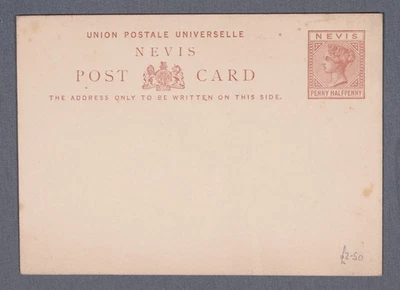 UNION POSTALE UNIVERSELLE
NEVIS
POST CARD
THE ADDRESS ONLY TO BE WRITTEN ON THIS SIDE.
NEVIS
PENNY HALFPENNY
£2-50